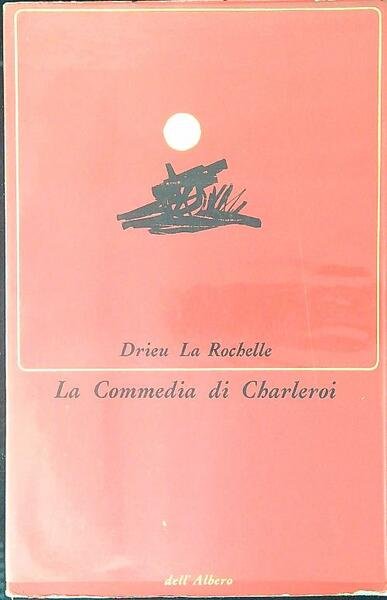 Drieu La Rochelle
La Commedia di Charleroi
dell'Albero